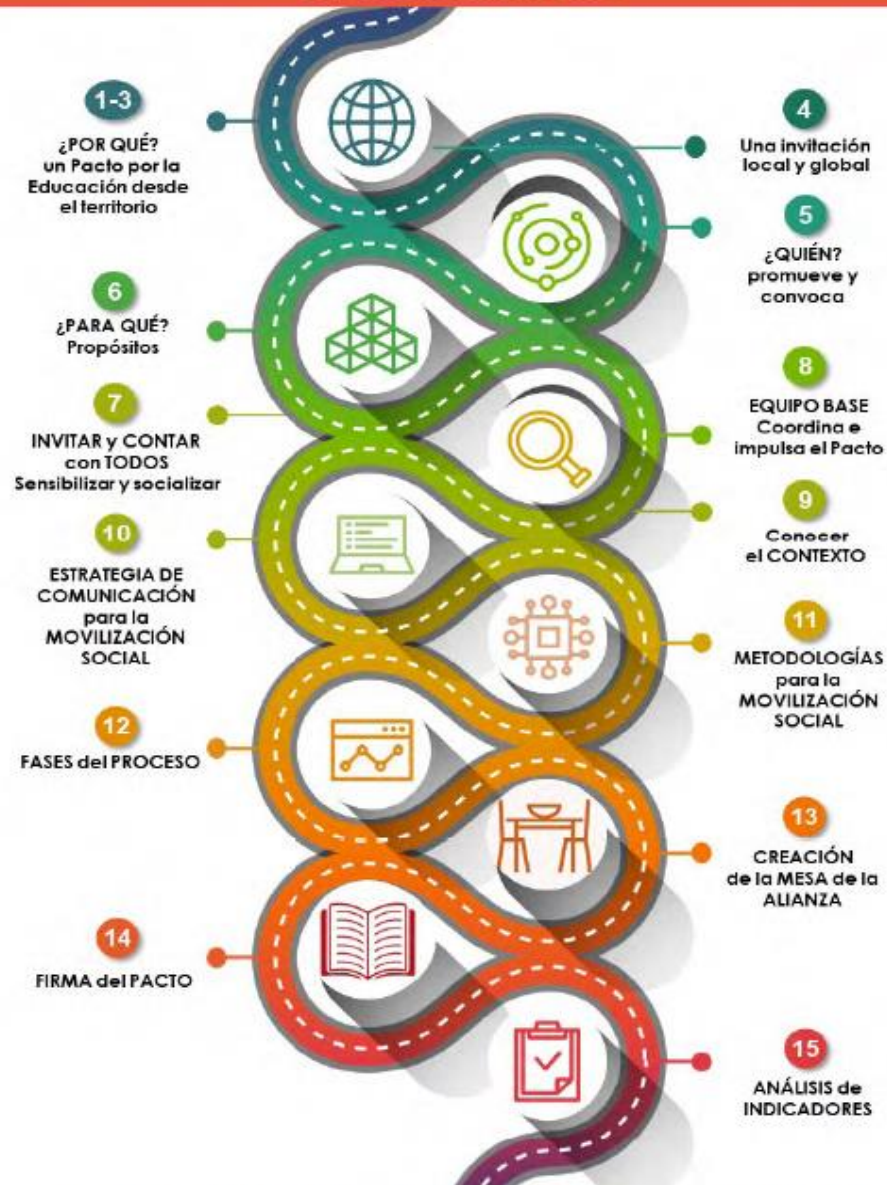 1-3
¿POR QUÉ?
un Pacto por la
Educación desde
el territorio
4
Una invitación
local y global
5
¿QUIÉN?
promueve y
convoca
6
¿PARA QUÉ?
Propósitos
7
INVITAR y CONTAR
con TODOS
Sensibilizar y socializar
8
EQUIPO BASE
Coordina e
impulsa el Pacto
9
Conocer
el CONTEXTO
10
ESTRATEGIA DE
COMUNICACIÓN
para la
MOVILIZACIÓN
SOCIAL
11
METODOLOGÍAS
para la
MOVILIZACIÓN
SOCIAL
12
FASES del PROCESO
13
CREACIÓN
de la MESA de la
ALIANZA
14
FIRMA del PACTO
15
ANÁLISIS de
INDICADORES